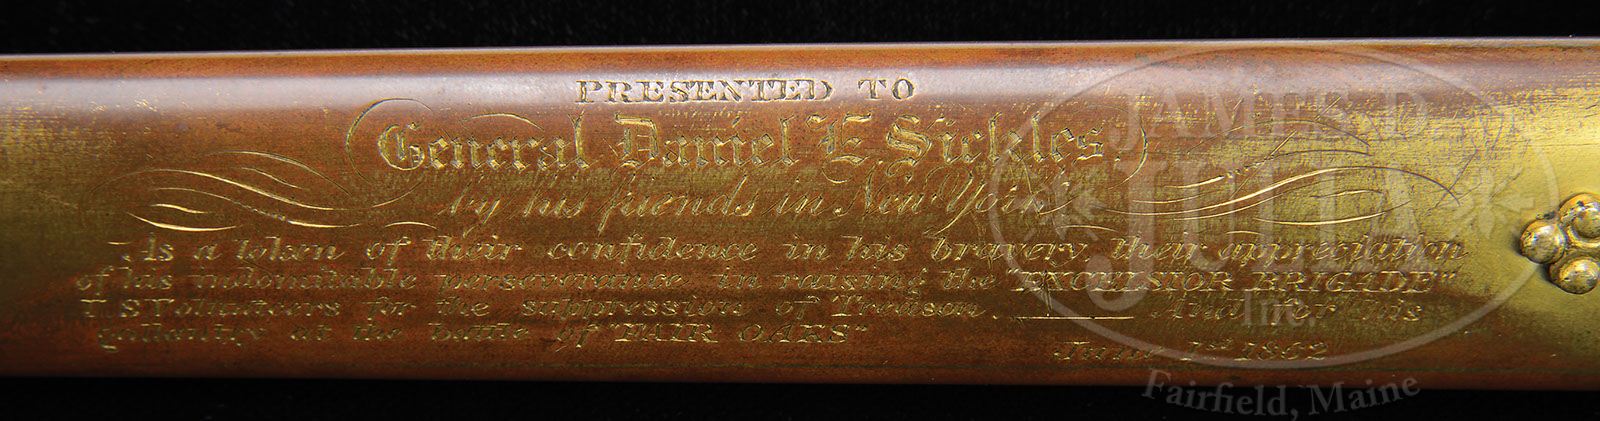 PRESENTED TO
General Daniel E. Sickles.
by his friends in New York
As a token of their confidence in his bravery, their appreciation
of his indomitable perseverance in raising the "EXCELSIOR BRIGADE"
U.S. Volunteers for the suppression of Treason. And for his
gallantry at the battle of "FAIR OAKS"
June 1st 1862
JAMES D.
JULIA
Inc.
Fairfield, Maine